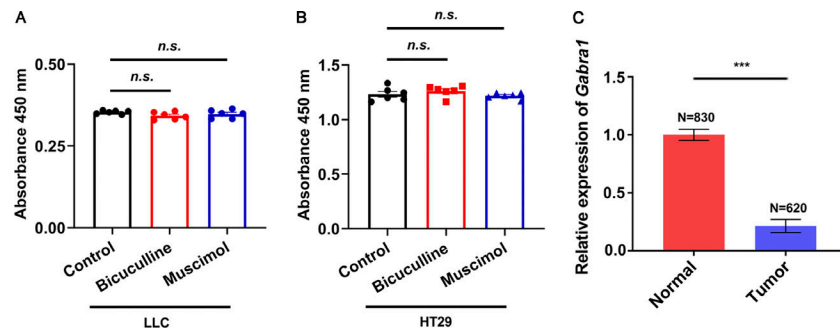 A
n.s.
n.s.
Absorbance 450 nm
0.50
0.25
0.00
Control
Bicuculline
Muscimol
LLC
B
n.s.
n.s.
Absorbance 450 nm
1.5
1.0
0.5
0.0
Control
Bicuculline
Muscimol
HT29
C
***
Relative expression of Gabra1
1.5
1.0
0.5
0.0
N=830
N=620
Normal
Tumor